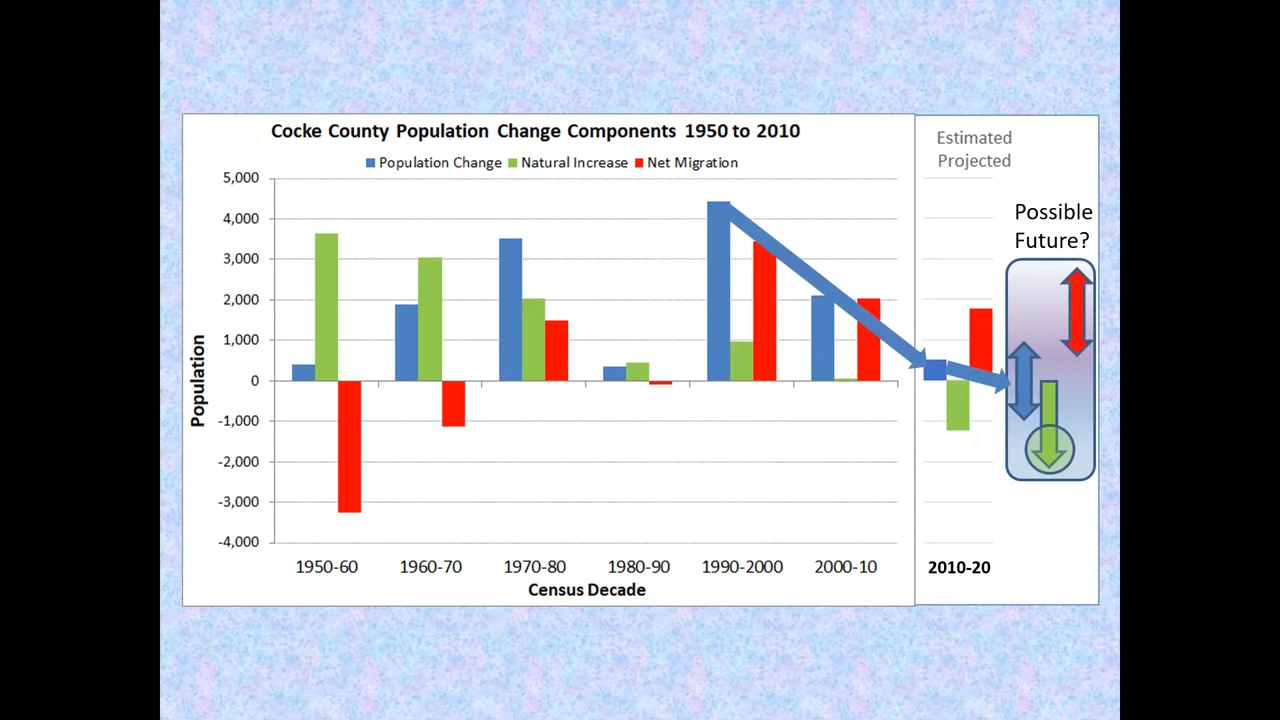 Cocke County Population Change Components 1950 to 2010
Population Change Natural Increase Net Migration
5,000
4,000
3,000
2,000
1,000
0
-1,000
-2,000
-3,000
-4,000
Population
1950-60 1960-70 1970-80 1980-90 1990-2000 2000-10
Census Decade
Estimated
Projected
Possible
Future?
2010-20